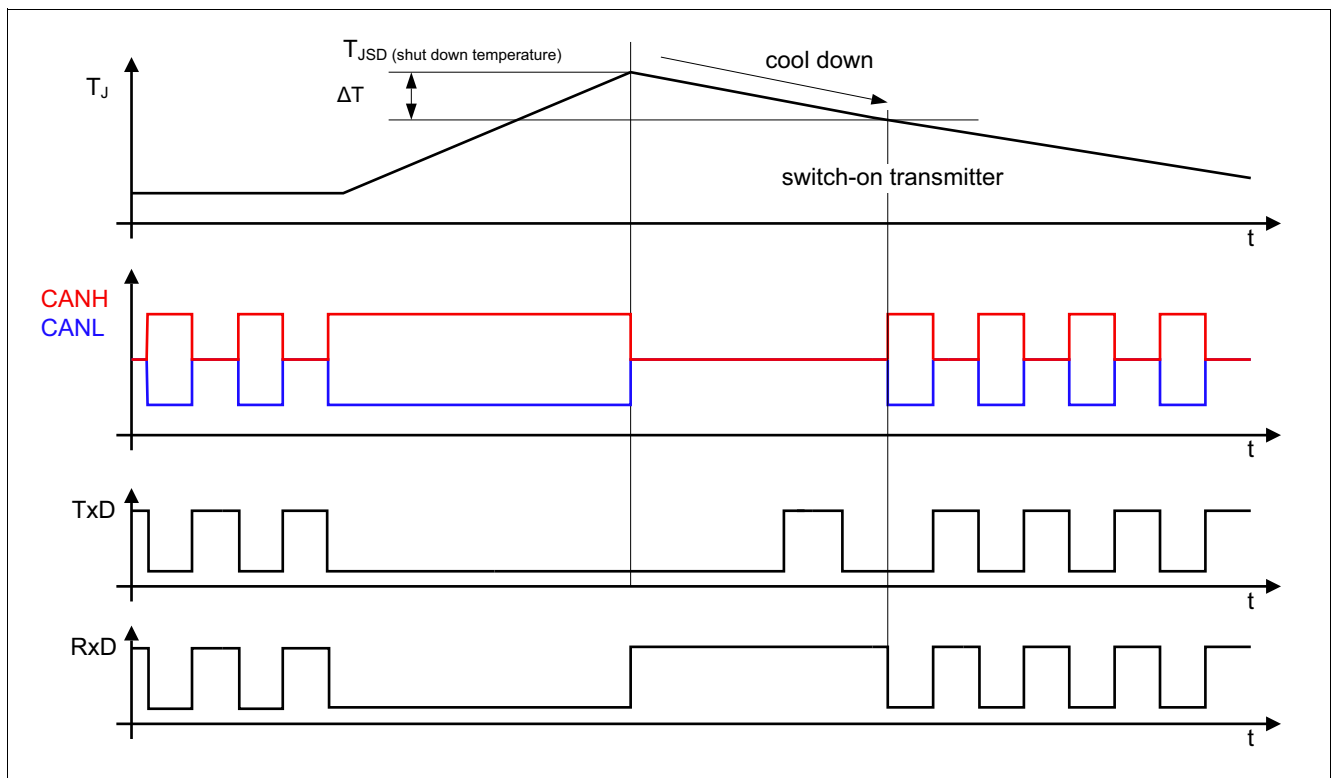 T_JSD (shut down temperature)
cool down
T_J
ΔT
switch-on transmitter
t
CANH
CANL
t
TxD
t
RxD
t